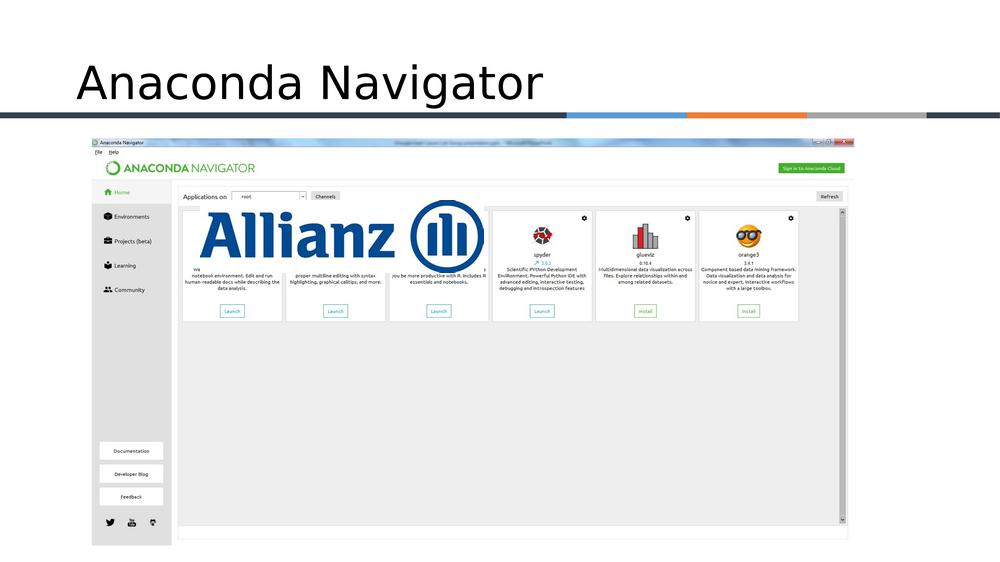 Anaconda Navigator
Anaconda Navigator
File Help
ANACONDA NAVIGATOR
Sign in to Anaconda Cloud
Home
Applications on root Channels Refresh
Environments
Projects (beta)
Learning
Community
Allianz
notebook environment. Edit and run
human-readable docs while describing the
data analysis.
Launch
proper multiline editing with syntax
highlighting, graphical calltips, and more.
Launch
you be more productive with R. Includes R
essentials and notebooks.
Launch
spyder
Scientific PYthon Development
EnviRonment. Powerful Python IDE with
advanced editing, interactive testing,
debugging and introspection features
Launch
glueviz
0.10.4
Multidimensional data visualization across
files. Explore relationships within and
among related datasets.
Install
orange3
3.4.1
Component based data mining framework.
Data visualization and data analysis for
novice and expert. Interactive workflows
with a large toolbox.
Install
Documentation
Developer Blog
Feedback